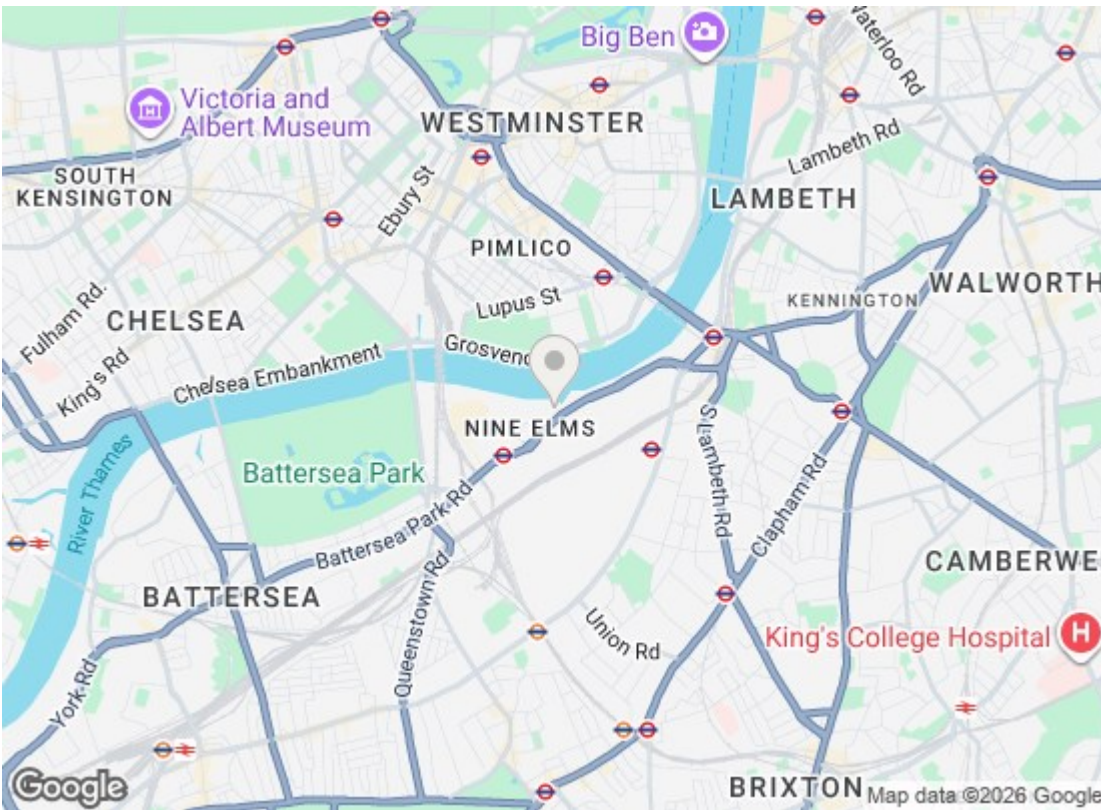 Big Ben
Waterloo Rd
Victoria and
Albert Museum
WESTMINSTER
Lambeth Rd
SOUTH
KENSINGTON
Ebury St
LAMBETH
PIMLICO
WALWORTH
Lupus St
KENNINGTON
Fulham Rd.
CHELSEA
Grosveno
King's Rd
Chelsea Embankment
NINE ELMS
River Thames
Battersea Park
S Lambeth Rd
Clapham Rd
Battersea Park Rd
CAMBERWE
BATTERSEA
Queenstown Rd
Union Rd
King's College Hospital
H
York Rd
Google
BRIXTON
Map data ©2026 Google